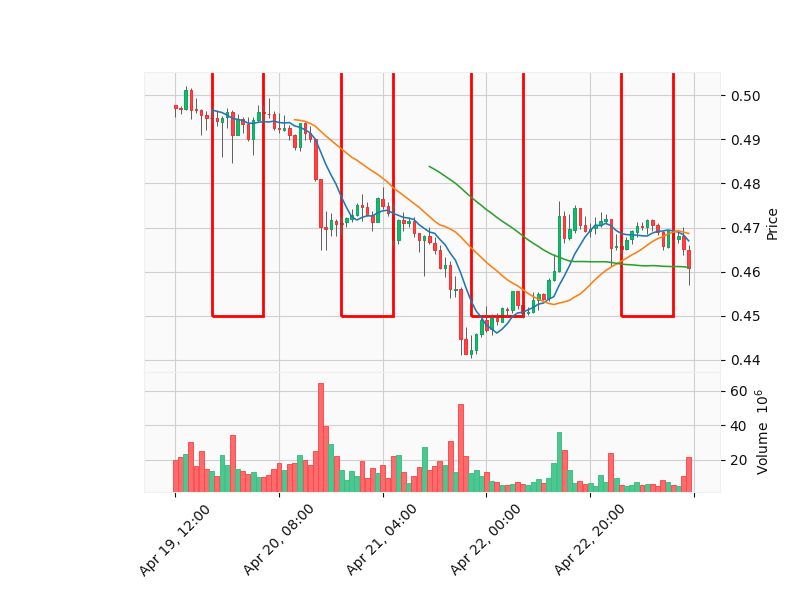 0.50
0.49
0.48
0.47
0.46
0.45
0.44
Price
60
40
20
Volume 10^6
Apr 19, 12:00
Apr 20, 08:00
Apr 21, 04:00
Apr 22, 00:00
Apr 22, 20:00